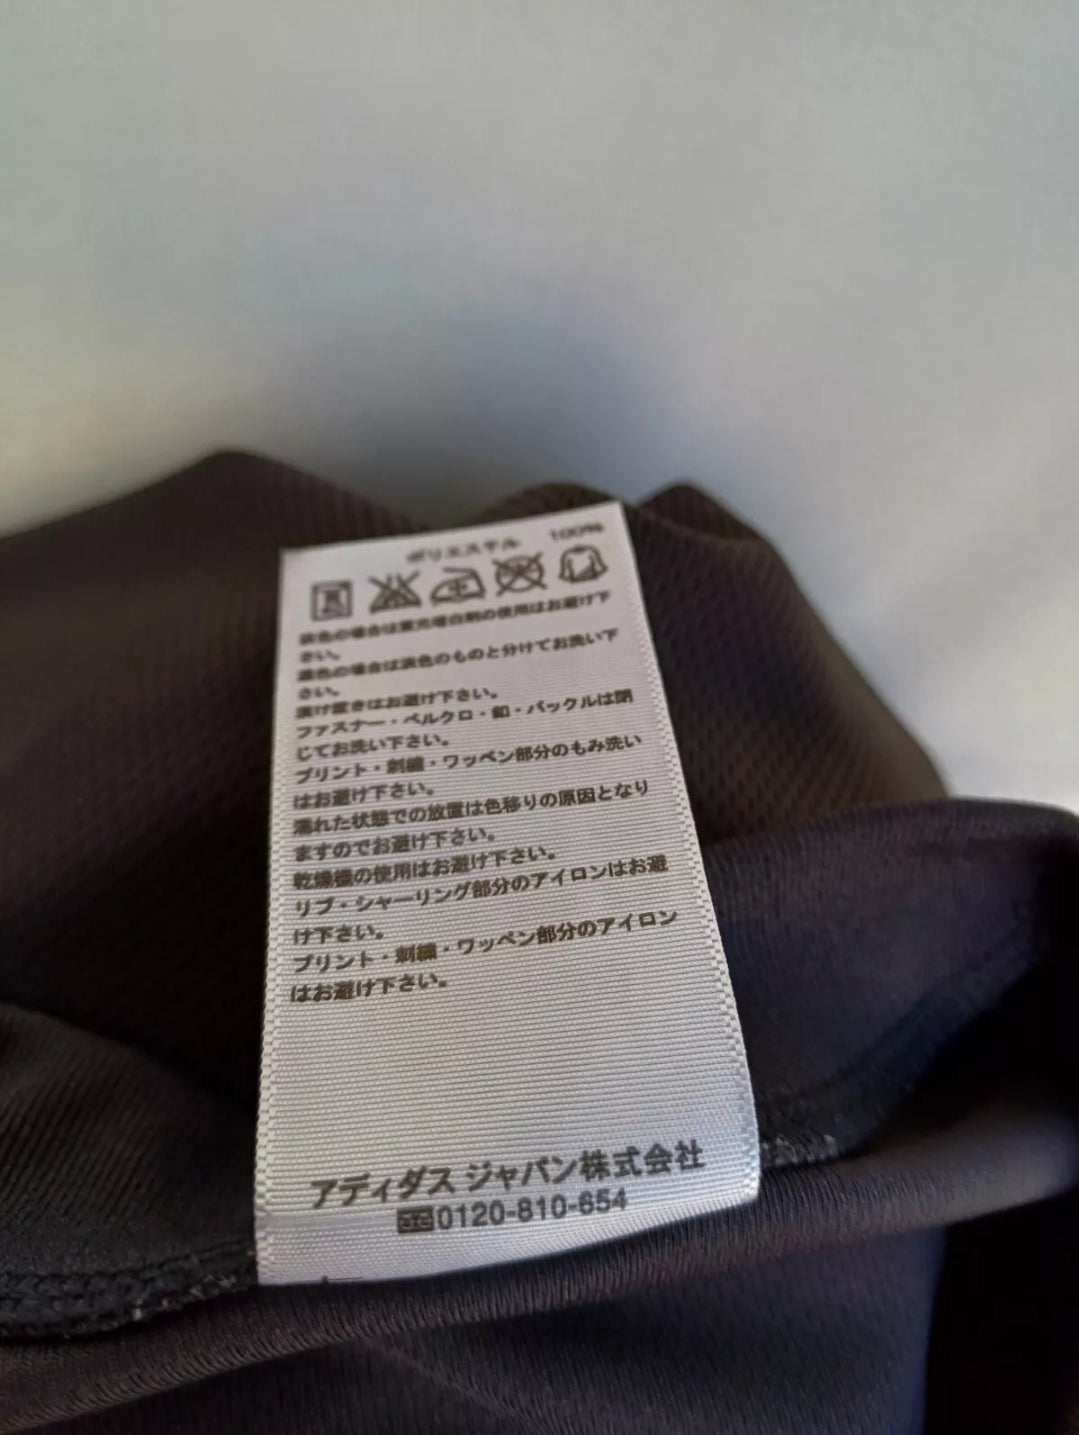 ポリエステル 100%
淡色の場合は蛍光増白剤の使用はお避け下
さい。
濃色の場合は淡色のものと分けてお洗い下
さい。
漬け置きはお避け下さい。
ファスナー・ベルクロ・釦・バックルは閉
じてお洗い下さい。
プリント・刺繍・ワッペン部分のもみ洗い
はお避け下さい。
濡れた状態での放置は色移りの原因となり
ますのでお避け下さい。
乾燥機の使用はお避け下さい。
リブ・シャーリング部分のアイロンはお避
け下さい。
プリント・刺繍・ワッペン部分のアイロン
はお避け下さい。
アディダス ジャパン株式会社
0120-810-654